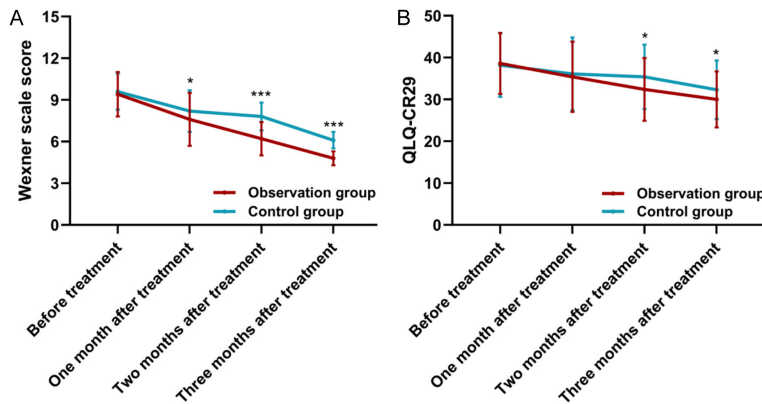 A
Wexner scale score
15
12
9
6
3
0
*
***
***
Observation group
Control group
Before treatment
One month after treatment
Two months after treatment
Three months after treatment
B
QLQ-CR29
50
40
30
20
10
0
*
*
Observation group
Control group
Before treatment
One month after treatment
Two months after treatment
Three months after treatment